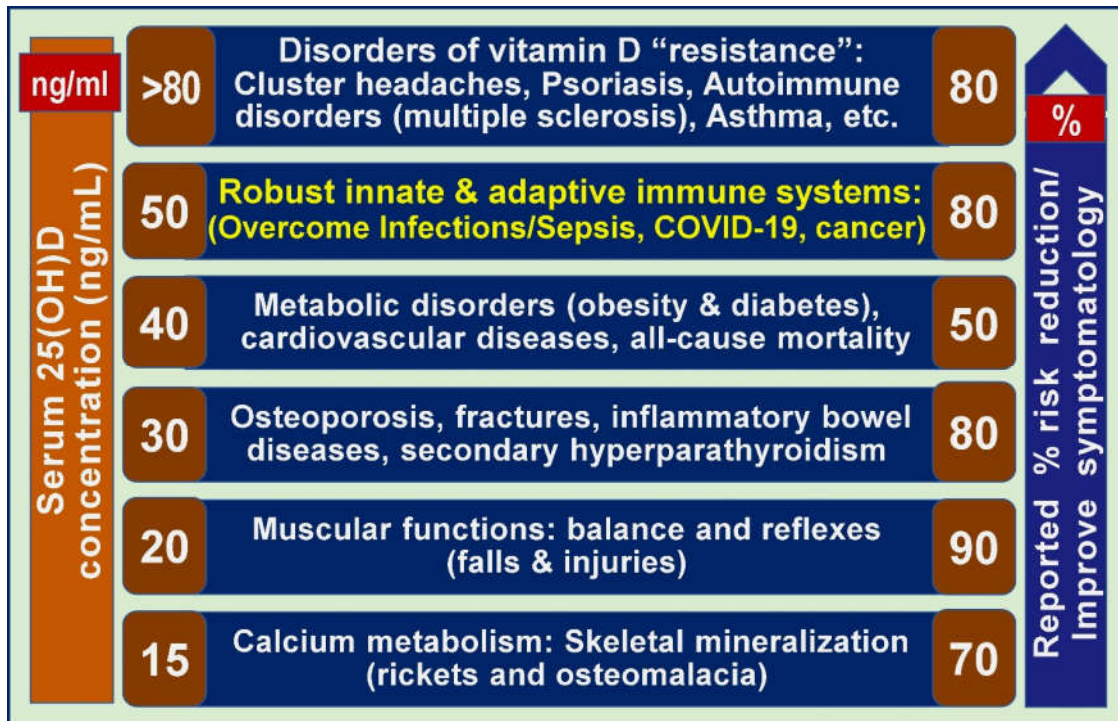 ng/ml
Serum 25(OH)D
concentration (ng/mL)
>80
Disorders of vitamin D “resistance”:
Cluster headaches, Psoriasis, Autoimmune
disorders (multiple sclerosis), Asthma, etc.
80
50
Robust innate & adaptive immune systems:
(Overcome Infections/Sepsis, COVID-19, cancer)
80
40
Metabolic disorders (obesity & diabetes),
cardiovascular diseases, all-cause mortality
50
30
Osteoporosis, fractures, inflammatory bowel
diseases, secondary hyperparathyroidism
80
20
Muscular functions: balance and reflexes
(falls & injuries)
90
15
Calcium metabolism: Skeletal mineralization
(rickets and osteomalacia)
70
%
Reported % risk reduction/
Improve symptomatology